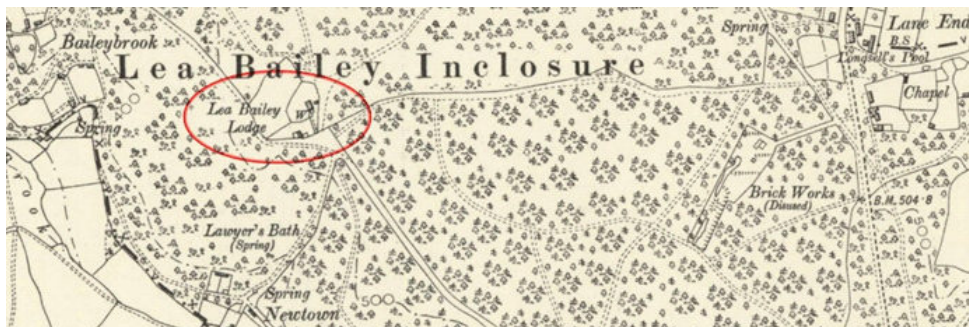 Baileybrook
Spring
Lane End
B.S.
Longsell's Pool
Lea Bailey Inclosure
Chapel
Lea Bailey
Lodge
W
Spring
Brick Works
(Disused)
B.M. 504·8
Lawyer's Bath
(Spring)
Spring
Newtown
500